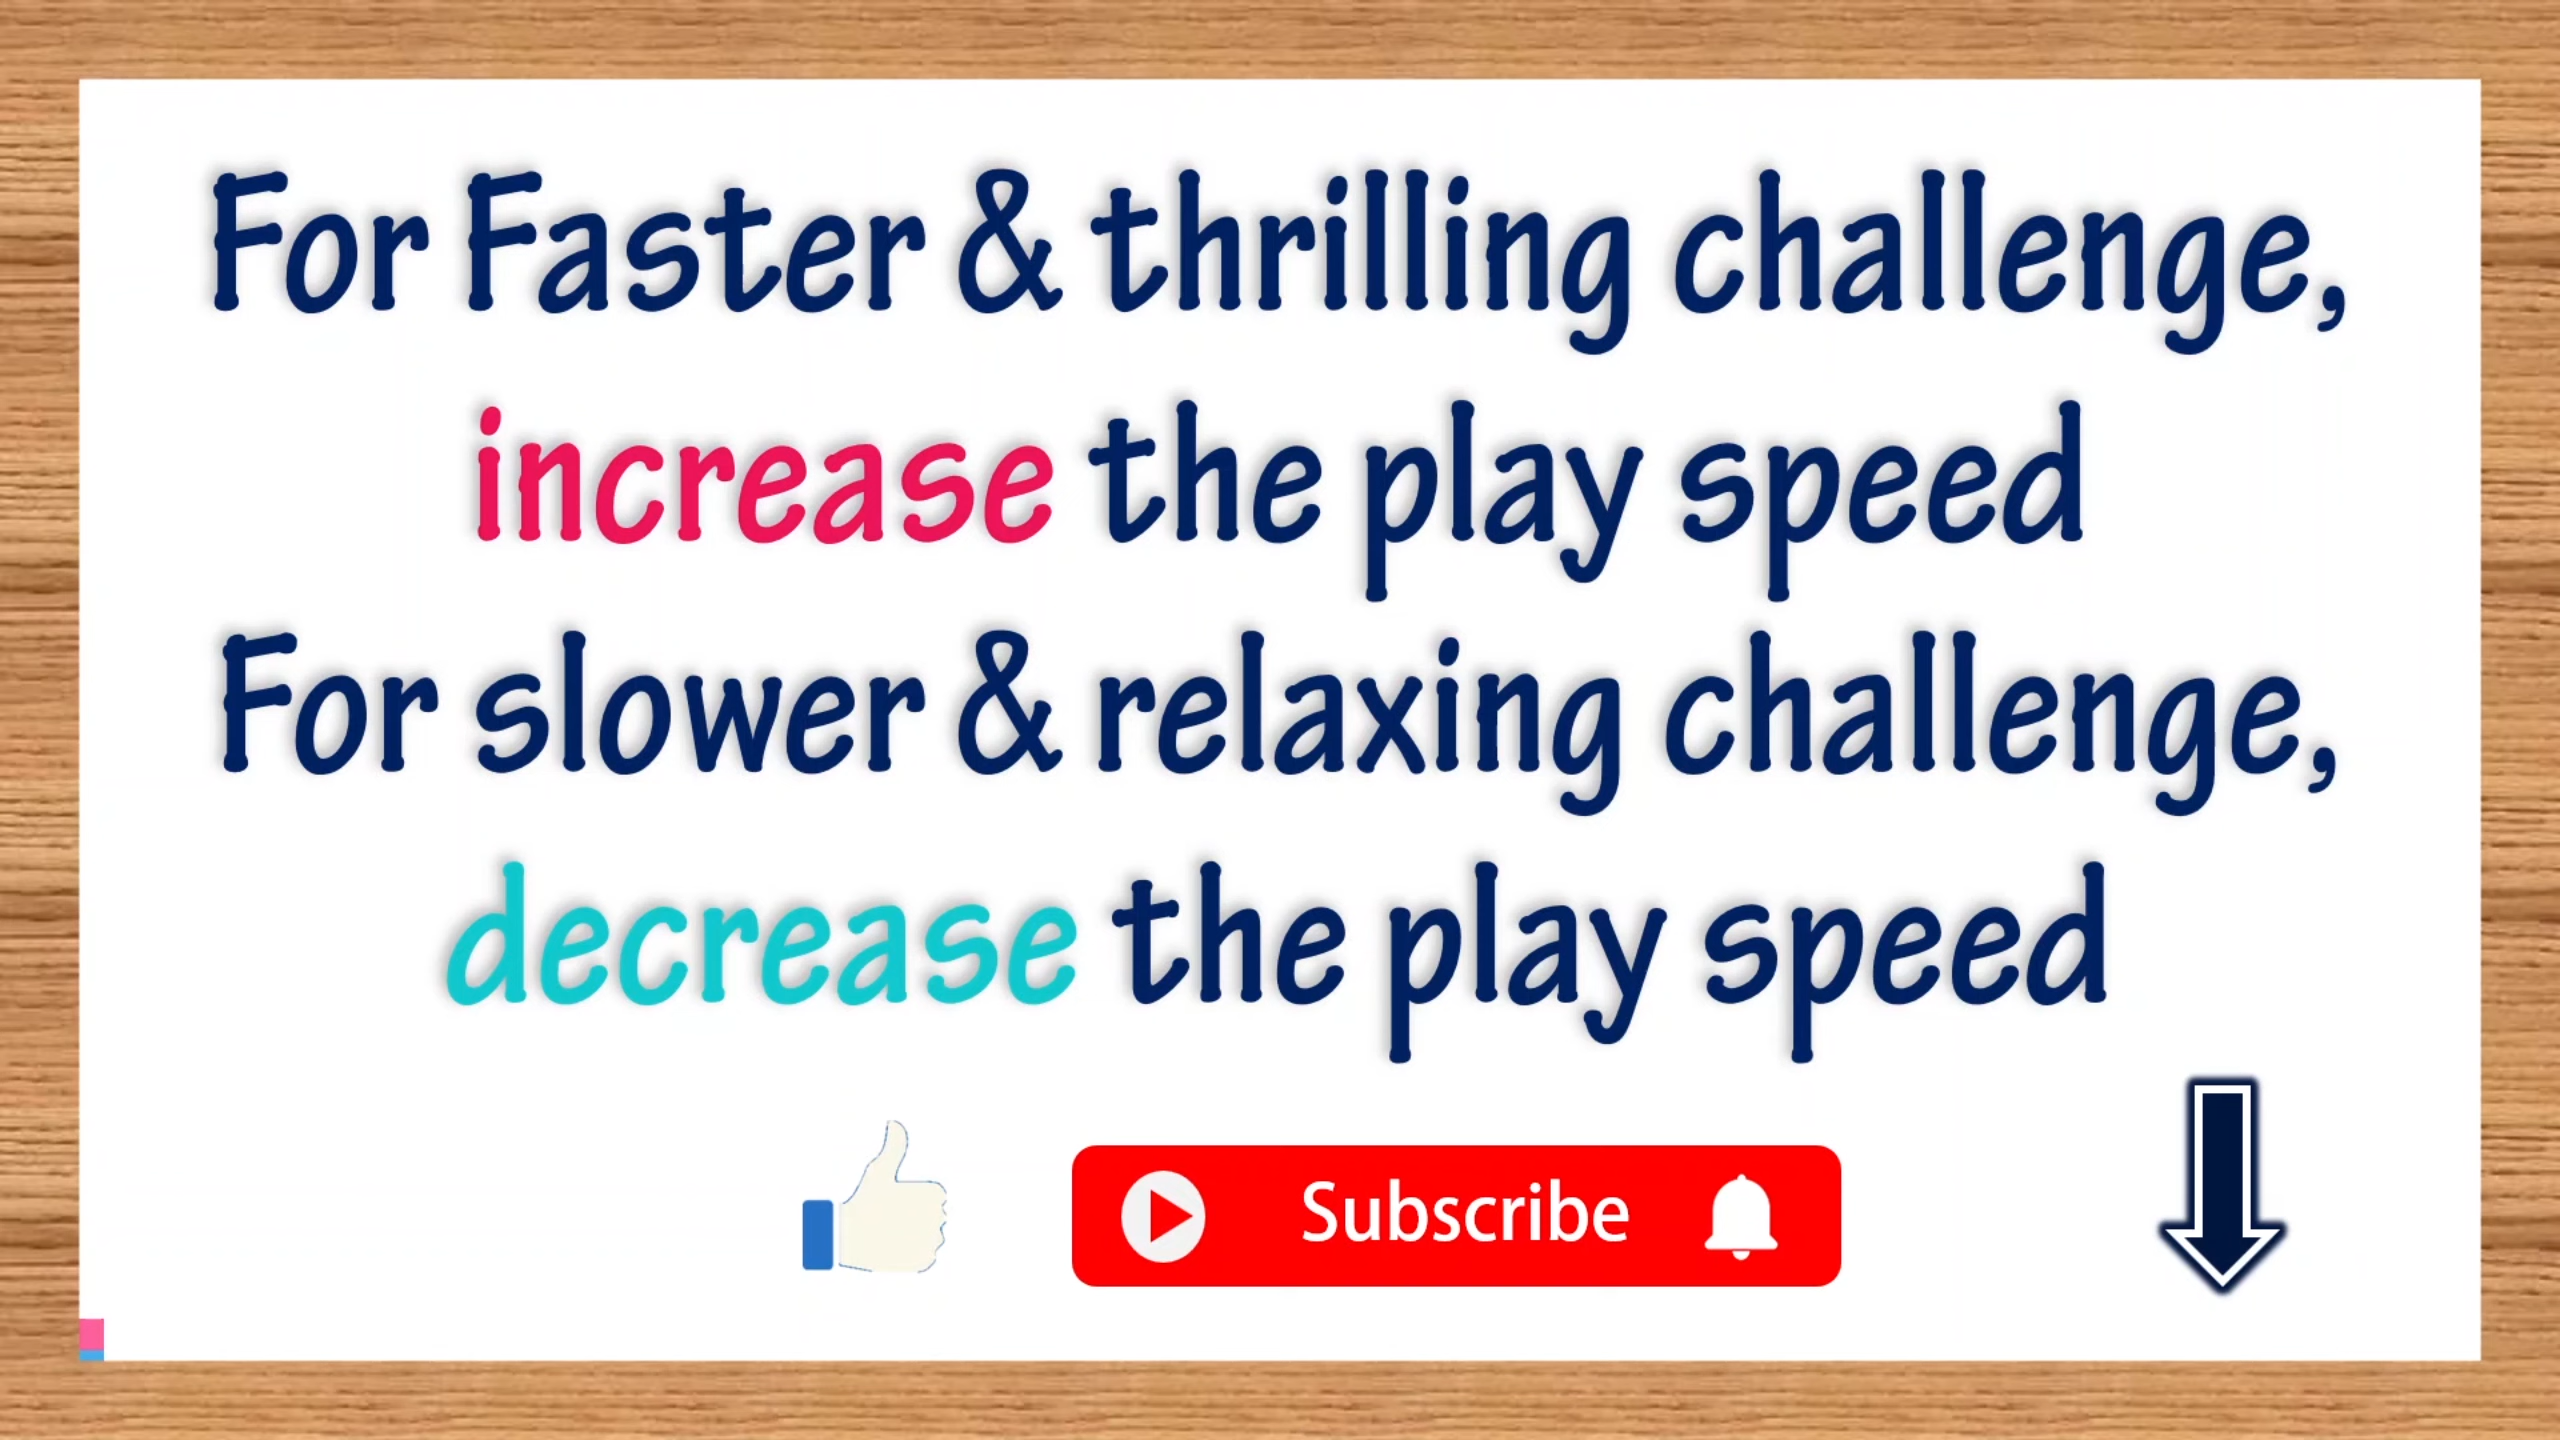 For Faster & thrilling challenge,
increase the play speed
For slower & relaxing challenge,
decrease the play speed
Subscribe